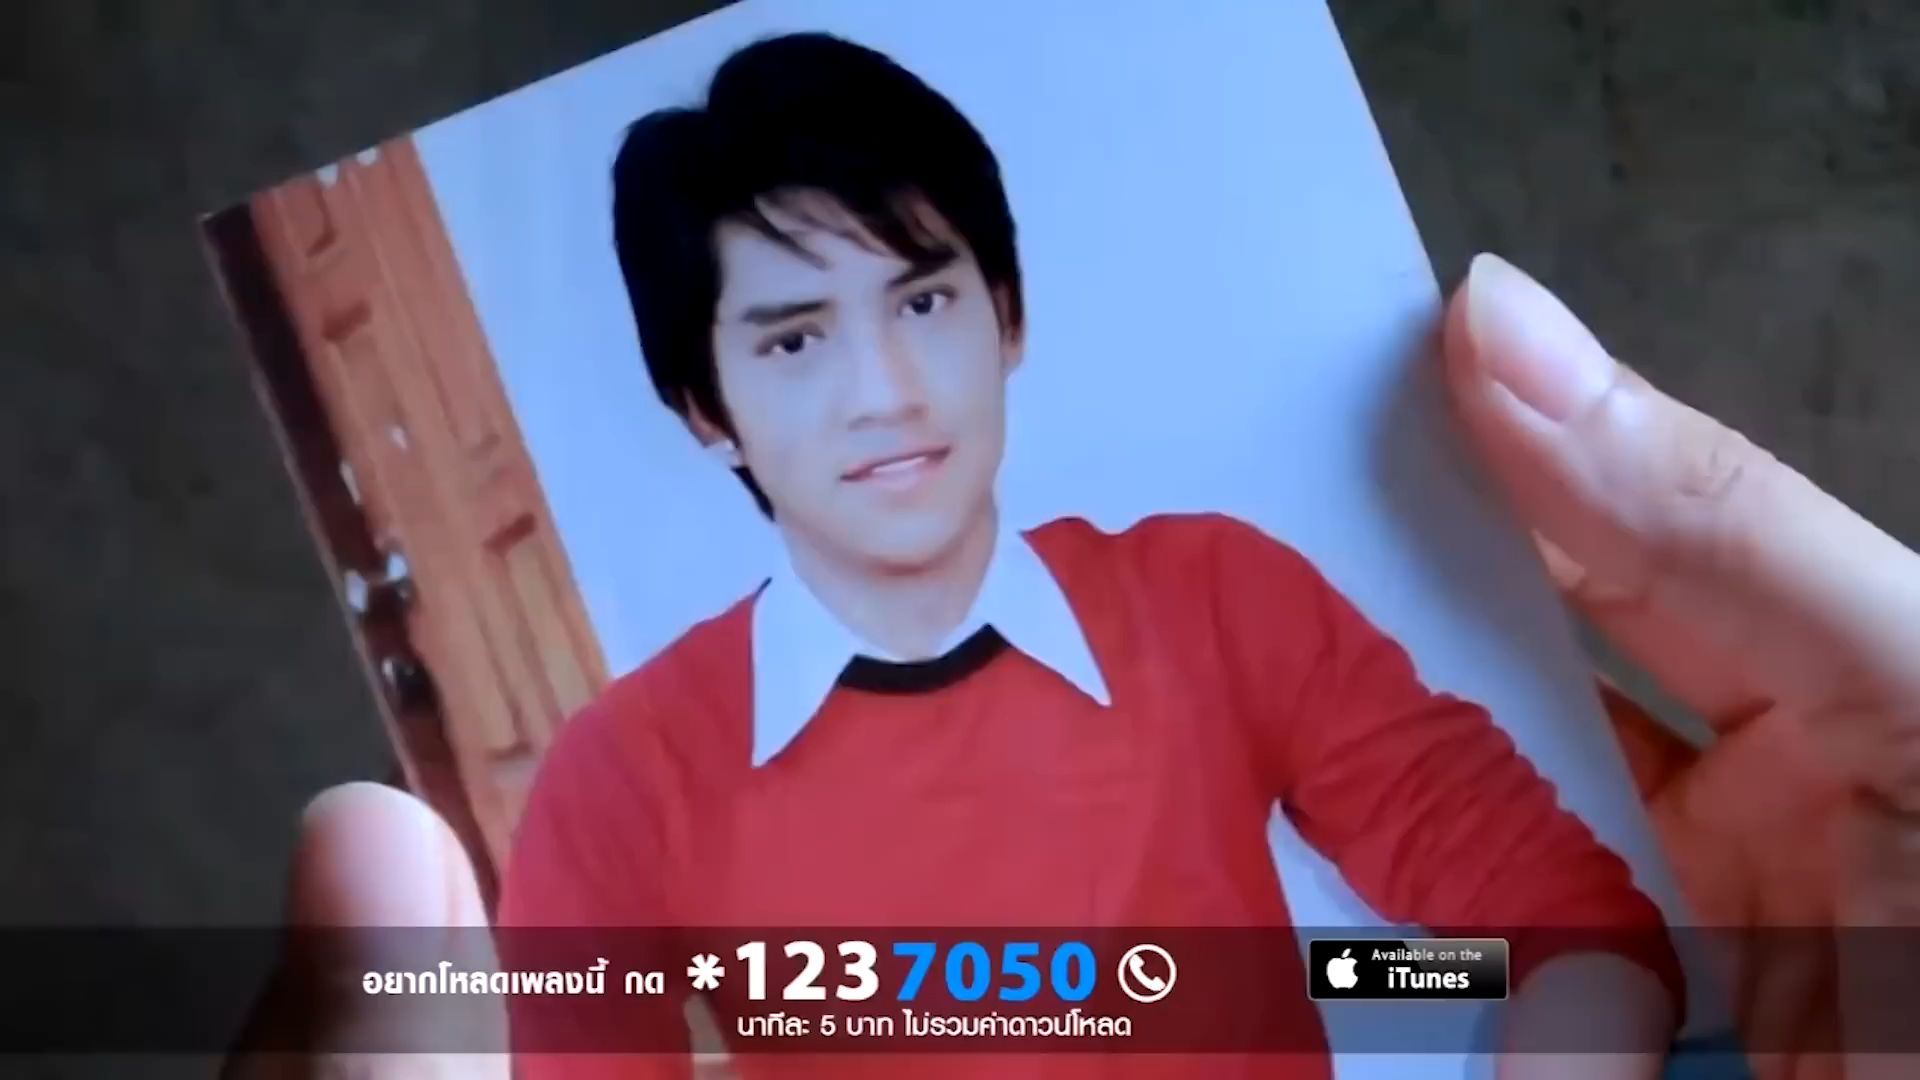 อยากโหลดเพลงนี้ กด *1237050
นาทีละ 5 บาท ไม่รวมค่าดาวน์โหลด
Available on the
iTunes